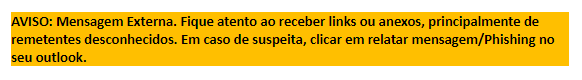 AVISO: Mensagem Externa. Fique atento ao receber links ou anexos, principalmente de
remetentes desconhecidos. Em caso de suspeita, clicar em relatar mensagem/Phishing no
seu outlook.